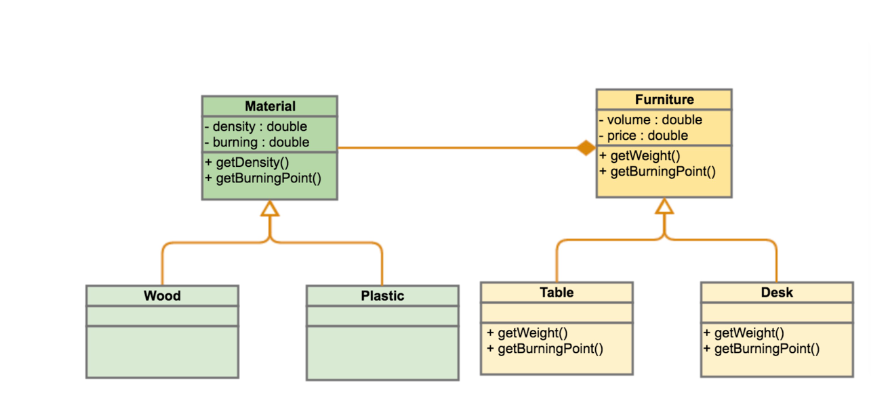 Material
- density : double
- burning : double
+ getDensity()
+ getBurningPoint()
Furniture
- volume : double
- price : double
+ getWeight()
+ getBurningPoint()
Wood
Plastic
Table
+ getWeight()
+ getBurningPoint()
Desk
+ getWeight()
+ getBurningPoint()